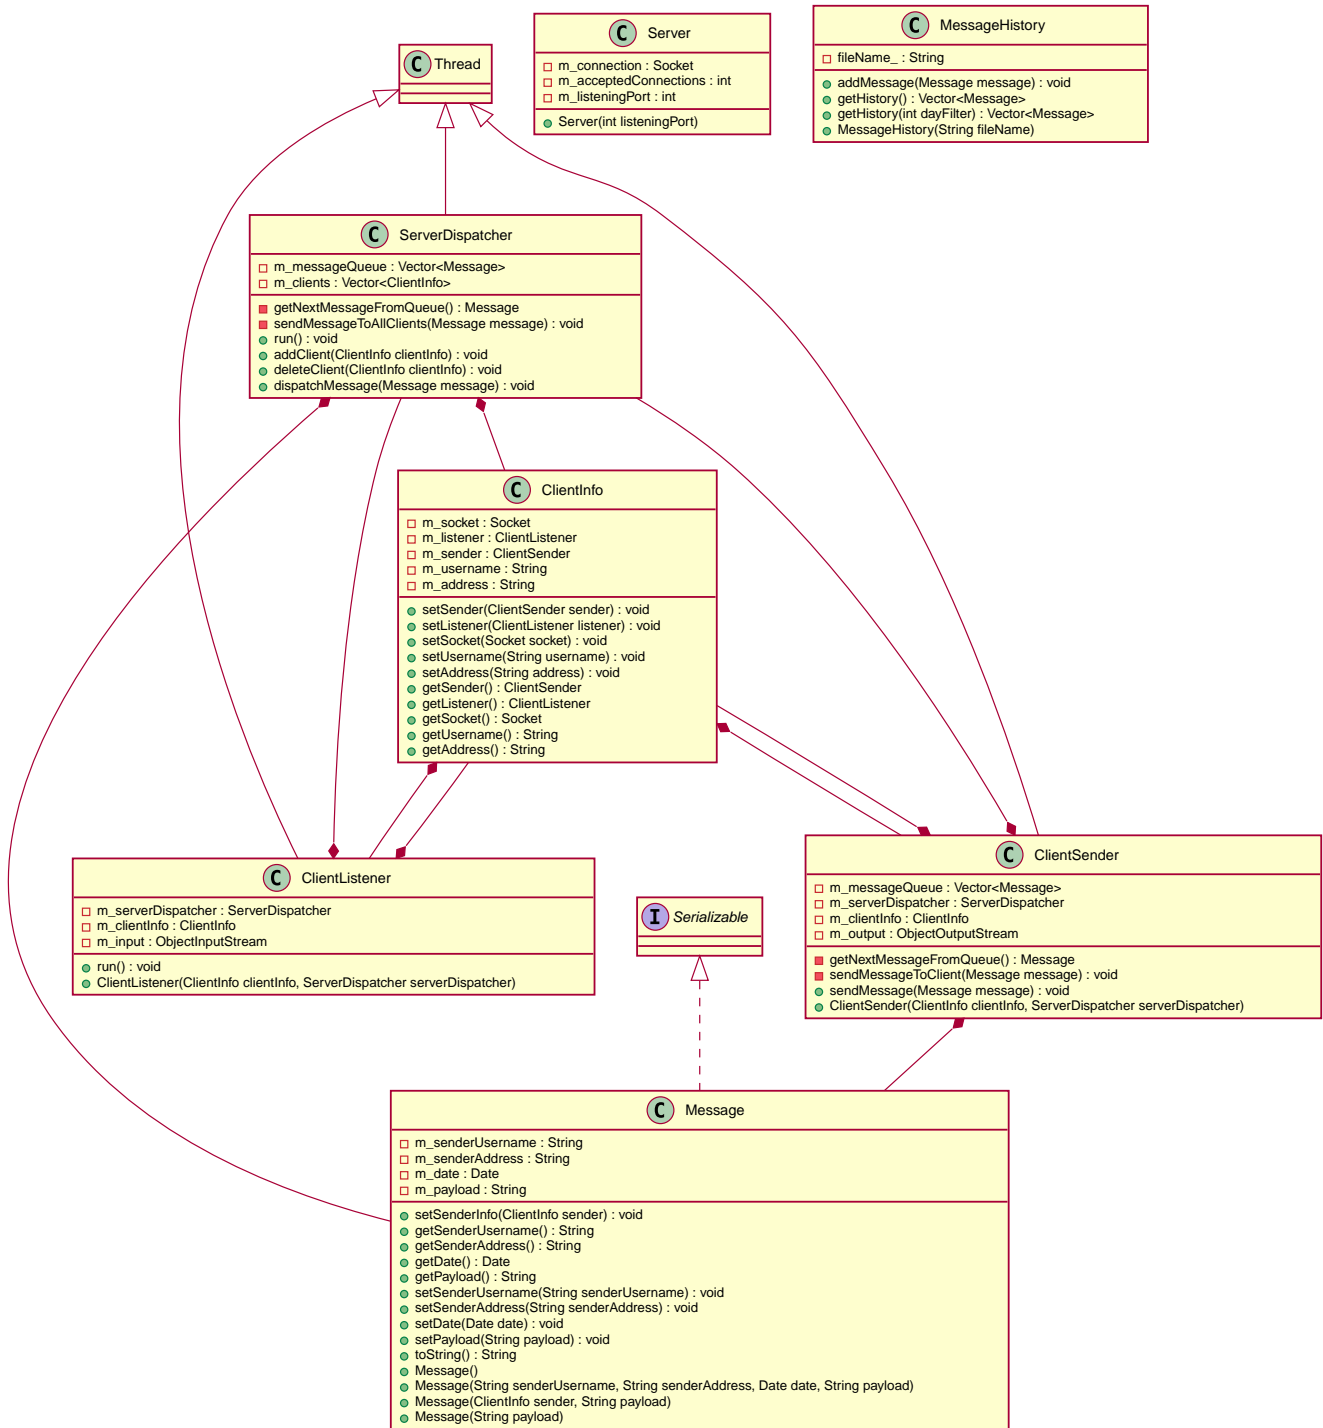 C Thread
C Server
m_connection : Socket
m_acceptedConnections : int
m_listeningPort : int
Server(int listeningPort)
C MessageHistory
fileName_ : String
addMessage(Message message) : void
getHistory() : Vector<Message>
getHistory(int dayFilter) : Vector<Message>
MessageHistory(String fileName)
C ServerDispatcher
m_messageQueue : Vector<Message>
m_clients : Vector<ClientInfo>
getNextMessageFromQueue() : Message
sendMessageToAllClients(Message message) : void
run() : void
addClient(ClientInfo clientInfo) : void
deleteClient(ClientInfo clientInfo) : void
dispatchMessage(Message message) : void
C ClientInfo
m_socket : Socket
m_listener : ClientListener
m_sender : ClientSender
m_username : String
m_address : String
setSender(ClientSender sender) : void
setListener(ClientListener listener) : void
setSocket(Socket socket) : void
setUsername(String username) : void
setAddress(String address) : void
getSender() : ClientSender
getListener() : ClientListener
getSocket() : Socket
getUsername() : String
getAddress() : String
C ClientListener
m_serverDispatcher : ServerDispatcher
m_clientInfo : ClientInfo
m_input : ObjectInputStream
run() : void
ClientListener(ClientInfo clientInfo, ServerDispatcher serverDispatcher)
I Serializable
C ClientSender
m_messageQueue : Vector<Message>
m_serverDispatcher : ServerDispatcher
m_clientInfo : ClientInfo
m_output : ObjectOutputStream
getNextMessageFromQueue() : Message
sendMessageToClient(Message message) : void
sendMessage(Message message) : void
ClientSender(ClientInfo clientInfo, ServerDispatcher serverDispatcher)
C Message
m_senderUsername : String
m_senderAddress : String
m_date : Date
m_payload : String
setSenderInfo(ClientInfo sender) : void
getSenderUsername() : String
getSenderAddress() : String
getDate() : Date
getPayload() : String
setSenderUsername(String senderUsername) : void
setSenderAddress(String senderAddress) : void
setDate(Date date) : void
setPayload(String payload) : void
toString() : String
Message()
Message(String senderUsername, String senderAddress, Date date, String payload)
Message(ClientInfo sender, String payload)
Message(String payload)